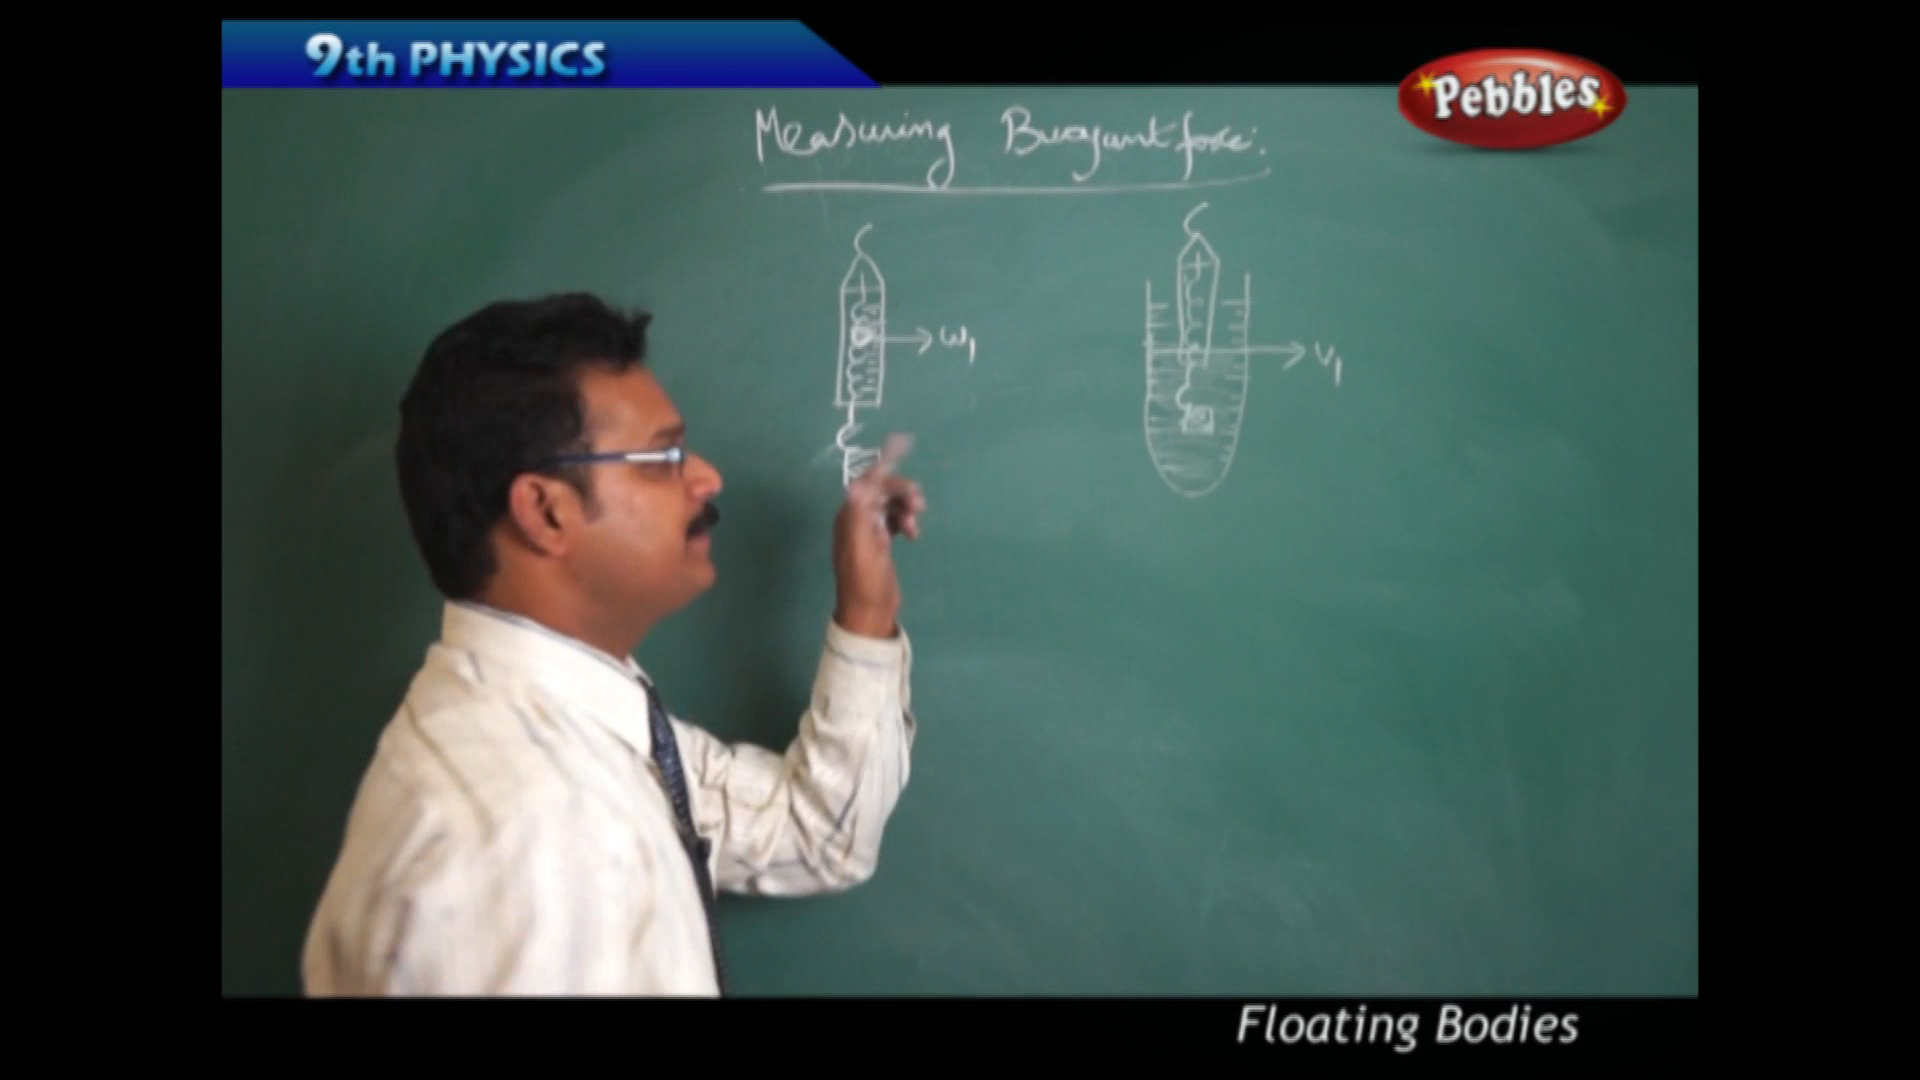 9th PHYSICS
Pebbles
Measuring Buoyant force.
w1
v1
Floating Bodies